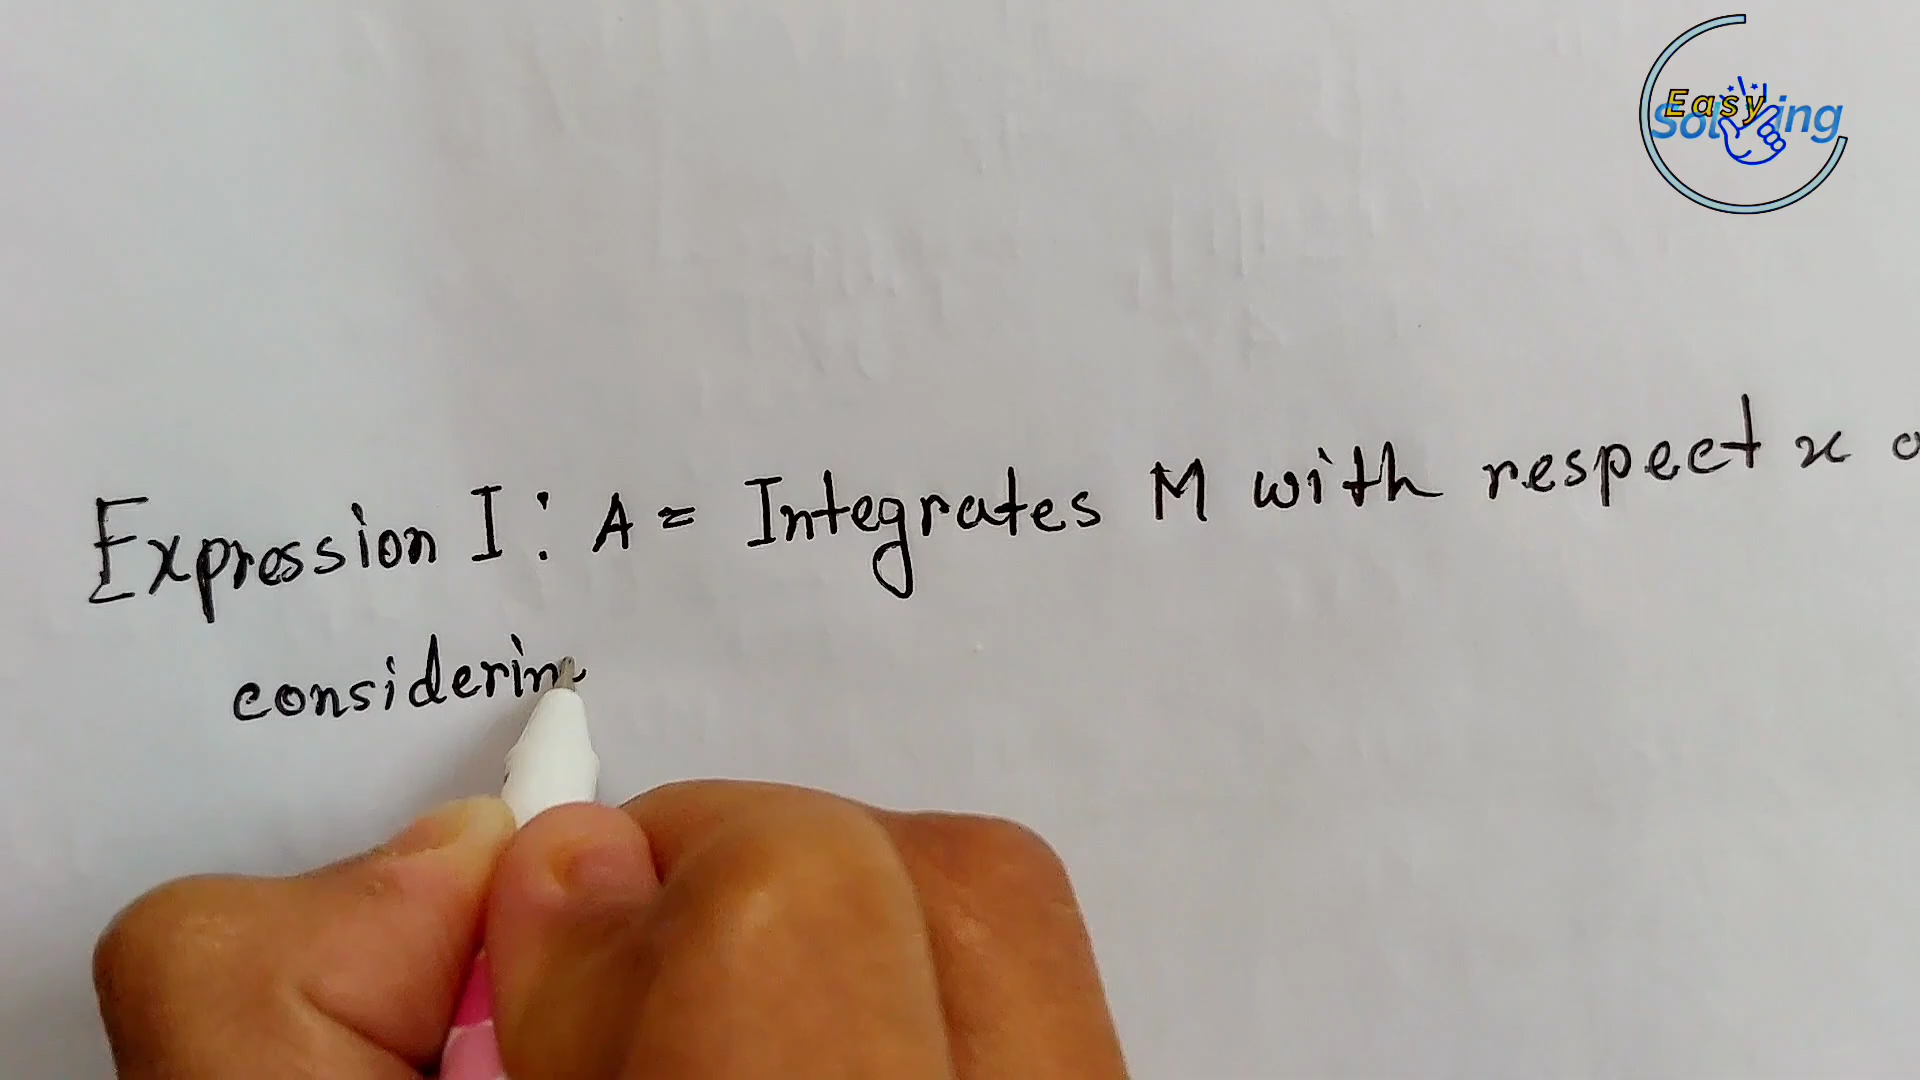 Easy
Solving
Expression I: A = Integrates M with respect x
considerin